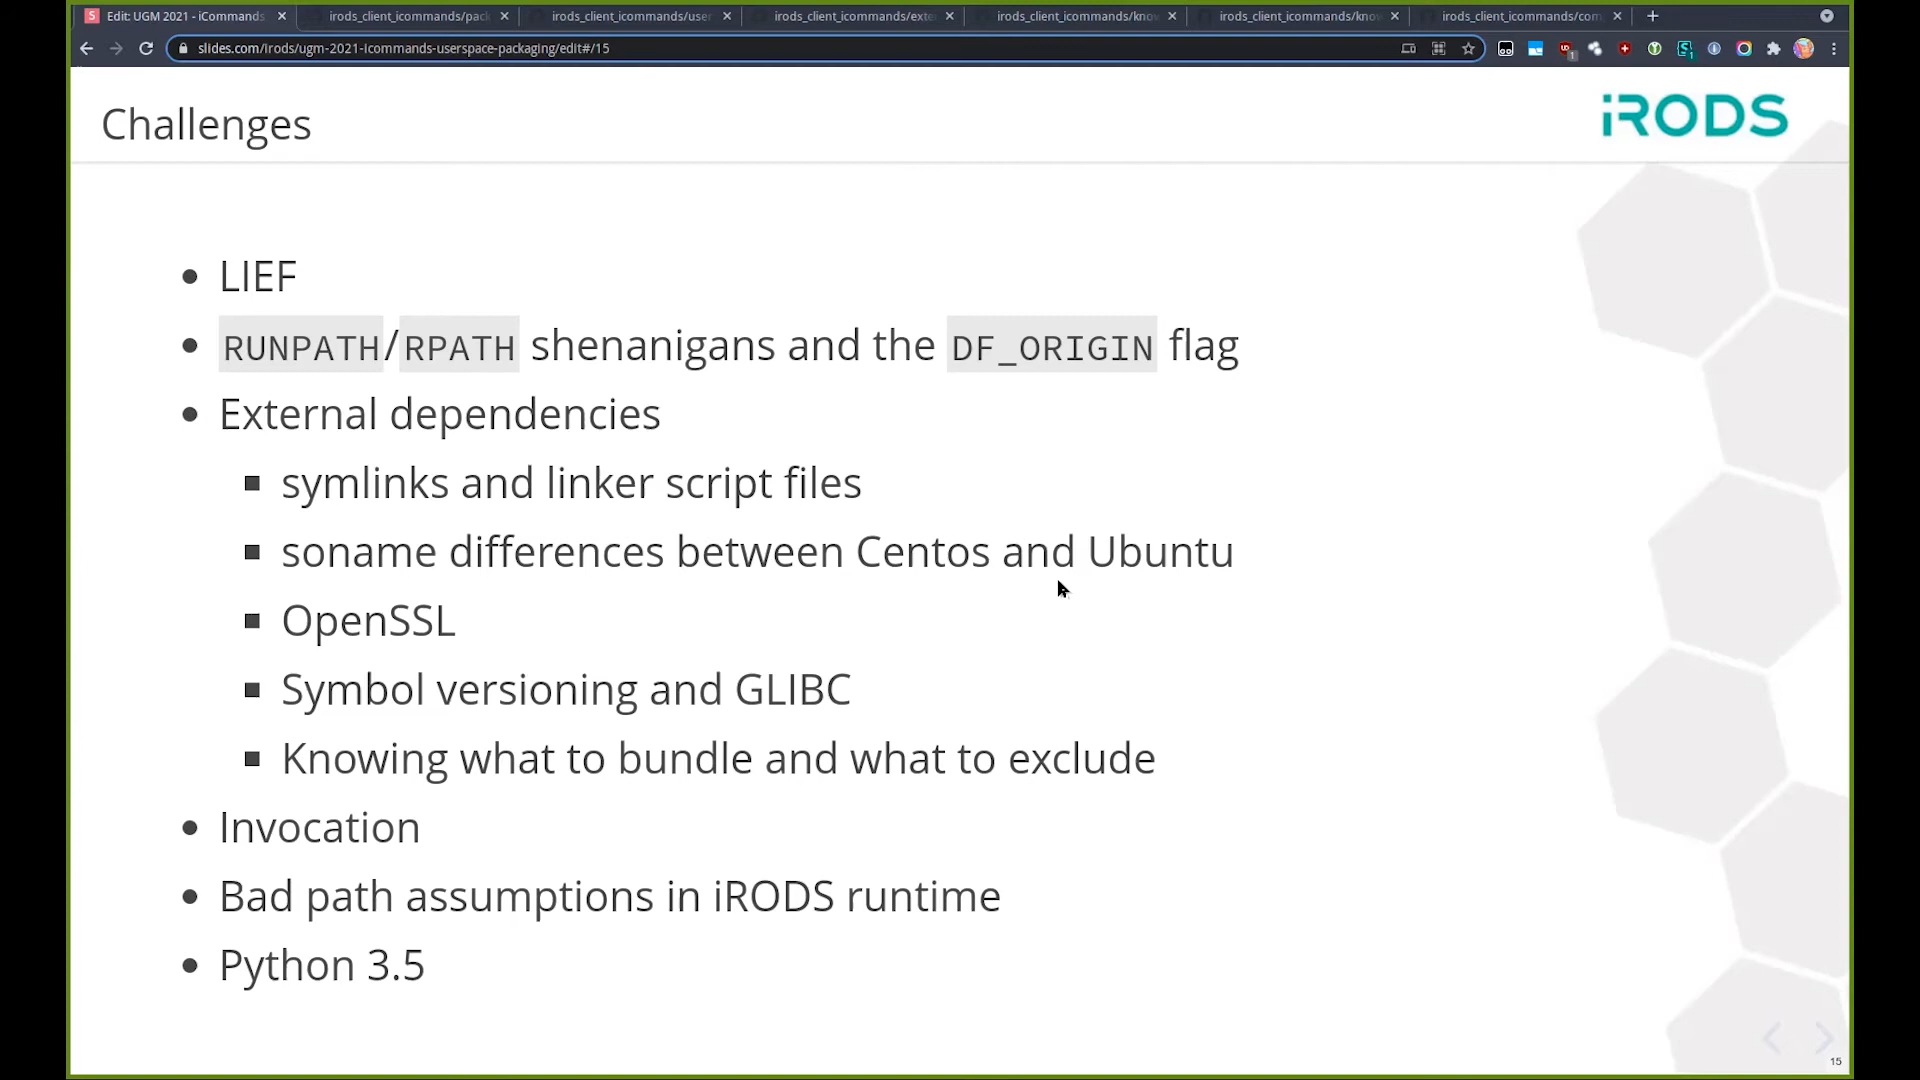 Edit: UGM 2021 - iCommands
irods_client_icommands/pack
irods_client_icommands/user
irods_client_icommands/exte
irods_client_icommands/kno
irods_client_icommands/kno
irods_client_icommands/com
slides.com/irods/ugm-2021-icommands-userspace-packaging/edit#/15
Challenges
iRODS
LIEF
RUNPATH/RPATH shenanigans and the DF_ORIGIN flag
External dependencies
symlinks and linker script files
soname differences between Centos and Ubuntu
OpenSSL
Symbol versioning and GLIBC
Knowing what to bundle and what to exclude
Invocation
Bad path assumptions in iRODS runtime
Python 3.5
15